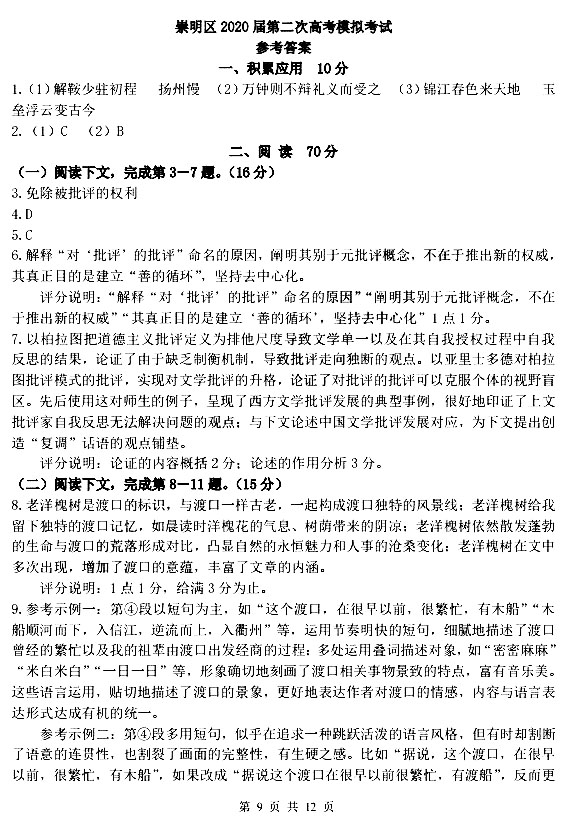 崇明区 2020 届第二次高考模拟考试
参考答案
一、积累应用 10 分
1.（1）解鞍少驻初程 扬州慢 （2）万钟则不辩礼义而受之 （3）锦江春色来天地 玉
垒浮云变古今
2.（1）C （2）B
二、阅 读 70 分
（一）阅读下文，完成第 3—7 题。（16 分）
3.免除被批评的权利
4.D
5.C
6.解释“对‘批评’的批评”命名的原因，阐明其别于元批评概念，不在于推出新的权威，
其真正目的是建立“善的循环”，坚持去中心化。
评分说明：“解释“对‘批评’的批评”命名的原因”“阐明其别于元批评概念，不在
于推出新的权威”“其真正目的是建立‘善的循环’，坚持去中心化”1 点 1 分。
7.以柏拉图把道德主义批评定义为排他尺度导致文学单一以及在其自我授权过程中自我
反思的结果，论证了由于缺乏制衡机制，导致批评走向独断的观点。以亚里士多德对柏拉
图批评模式的批评，实现对文学批评的升格，论证了对批评的批评可以克服个体的视野盲
区。先后使用这对师生的例子，呈现了西方文学批评发展的典型事例，很好地印证了上文
批评家自我反思无法解决问题的观点；与下文论述中国文学批评发展对应，为下文提出创
造“复调”话语的观点铺垫。
评分说明：论证的内容概括 2 分；论述的作用分析 3 分。
（二）阅读下文，完成第 8—11 题。（15 分）
8.老洋槐树是渡口的标识，与渡口一样古老，一起构成渡口独特的风景线；老洋槐树给我
留下独特的渡口记忆，如晨读时洋槐花的气息、树荫带来的阴凉；老洋槐树依然散发蓬勃
的生命与渡口的荒落形成对比，凸显自然的永恒魅力和人事的沧桑变化；老洋槐树在文中
多次出现，增加了渡口的意蕴，丰富了文章的内涵。
评分说明：1 点 1 分，给满 3 分为止。
9.参考示例一：第④段以短句为主，如“这个渡口，在很早以前，很繁忙，有木船”“木
船顺河而下，入信江，逆流而上，入衢州”等，运用节奏明快的短句，细腻地描述了渡口
曾经的繁忙以及我的祖辈由渡口出发经商的过程；多处运用叠词描述对象，如“密密麻麻”
“米白米白”“一日一日”等，形象确切地刻画了渡口相关事物景致的特点，富有音乐美。
这些语言运用，贴切地描述了渡口的景象，更好地表达作者对渡口的情感，内容与语言表
达形式达成有机的统一。
参考示例二：第④段多用短句，似乎在追求一种跳跃活泼的语言风格，但有时却割断
了语意的连贯性，也割裂了画面的完整性，有生硬之感。比如“据说，这个渡口，在很早
以前，很繁忙，有木船”，如果改成“据说这个渡口在很早以前很繁忙，有渡船”，反而更
第 9 页 共 12 页